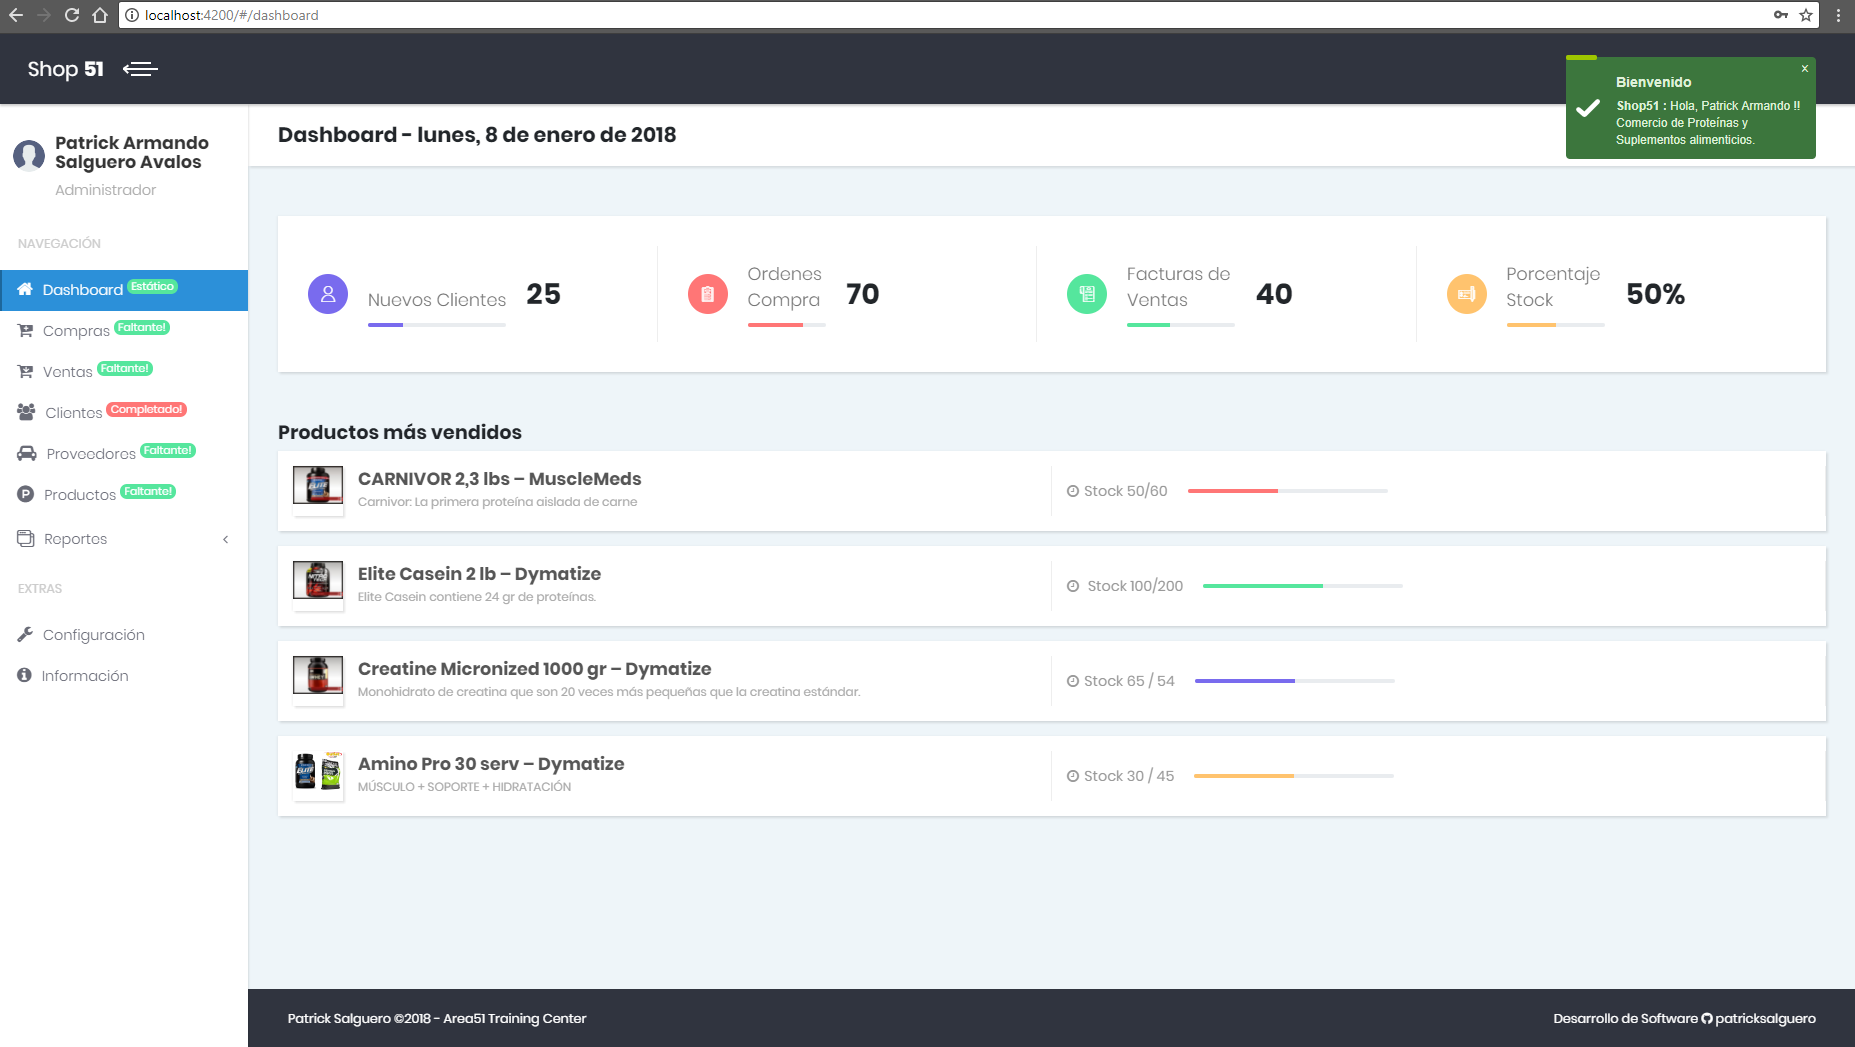 localhost:4200/#/dashboard
Shop 51
Bienvenido
x
Shop51 : Hola, Patrick Armando !!
Comercio de Proteínas y
Suplementos alimenticios.
Patrick Armando
Salguero Avalos
Administrador
NAVEGACIÓN
Dashboard Estático
Compras Faltante!
Ventas Faltante!
Clientes Completado!
Proveedores Faltante!
Productos Faltante!
Reportes
EXTRAS
Configuración
Información
Dashboard - lunes, 8 de enero de 2018
Nuevos Clientes 25
Ordenes
Compra 70
Facturas de
Ventas 40
Porcentaje
Stock 50%
Productos más vendidos
CARNIVOR 2,3 lbs – MuscleMeds
Carnivor: La primera proteína aislada de carne
Stock 50/60
Elite Casein 2 lb – Dymatize
Elite Casein contiene 24 gr de proteínas.
Stock 100/200
Creatine Micronized 1000 gr – Dymatize
Monohidrato de creatina que son 20 veces más pequeñas que la creatina estándar.
Stock 65 / 54
Amino Pro 30 serv – Dymatize
MÚSCULO + SOPORTE + HIDRATACIÓN
Stock 30 / 45
Patrick Salguero ©2018 - Area51 Training Center
Desarrollo de Software patricksalguero